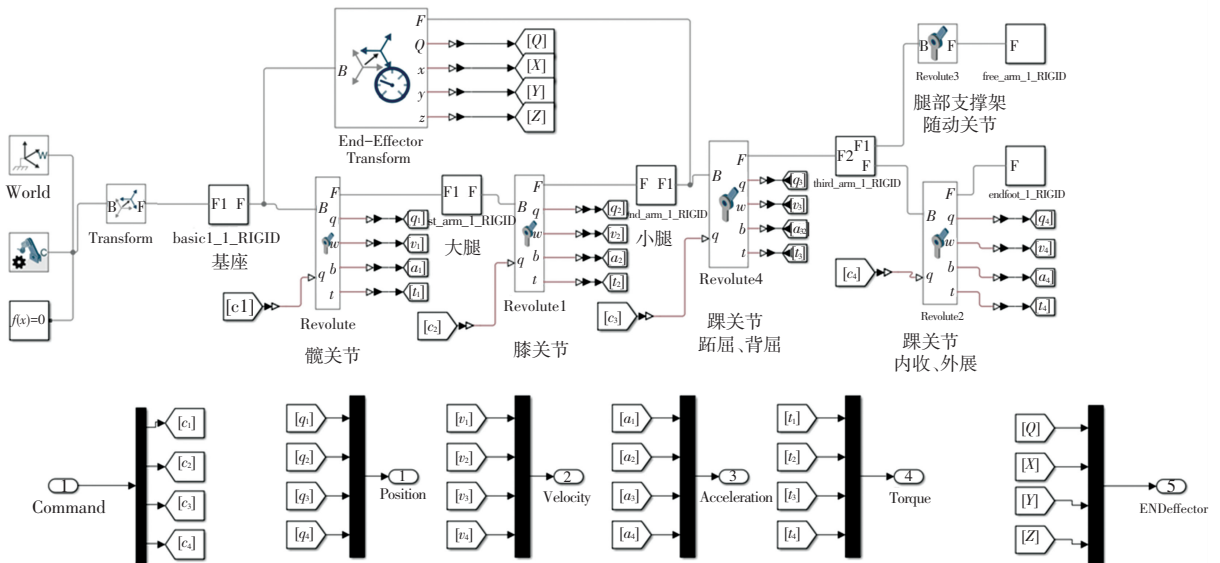 World
f(x)=0
B F
Transform
F1 F
basic1_1_RIGID
基座
B
F
Q
x
y
z
End-Effector
Transform
[Q]
[X]
[Y]
[Z]
B
F
q
w
b
t
q
[q1]
[v1]
[a1]
[t1]
[c1]
Revolute
髋关节
F1 F
st_arm_1_RIGID
大腿
B
F
q
w
b
t
q
[q2]
[v2]
[a2]
[t2]
[c2]
Revolute1
膝关节
F F1
nd_arm_1_RIGID
小腿
B
F
q
w
b
t
q
[q3]
[v3]
[a32]
[t3]
[c3]
Revolute4
踝关节
跖屈、背屈
F2 F1
F
third_arm_1_RIGID
B F
Revolute3
腿部支撑架
随动关节
F
free_arm_1_RIGID
B
F
q
w
b
t
q
[q4]
[v4]
[a4]
[t4]
[c4]
Revolute2
踝关节
内收、外展
F
endfoot_1_RIGID
1
Command
[c1]
[c2]
[c3]
[c4]
[q1]
[q2]
[q3]
[q4]
1
Position
[v1]
[v2]
[v3]
[v4]
2
Velocity
[a1]
[a2]
[a3]
[a4]
3
Acceleration
[t1]
[t2]
[t3]
[t4]
4
Torque
[Q]
[X]
[Y]
[Z]
5
ENDeffector